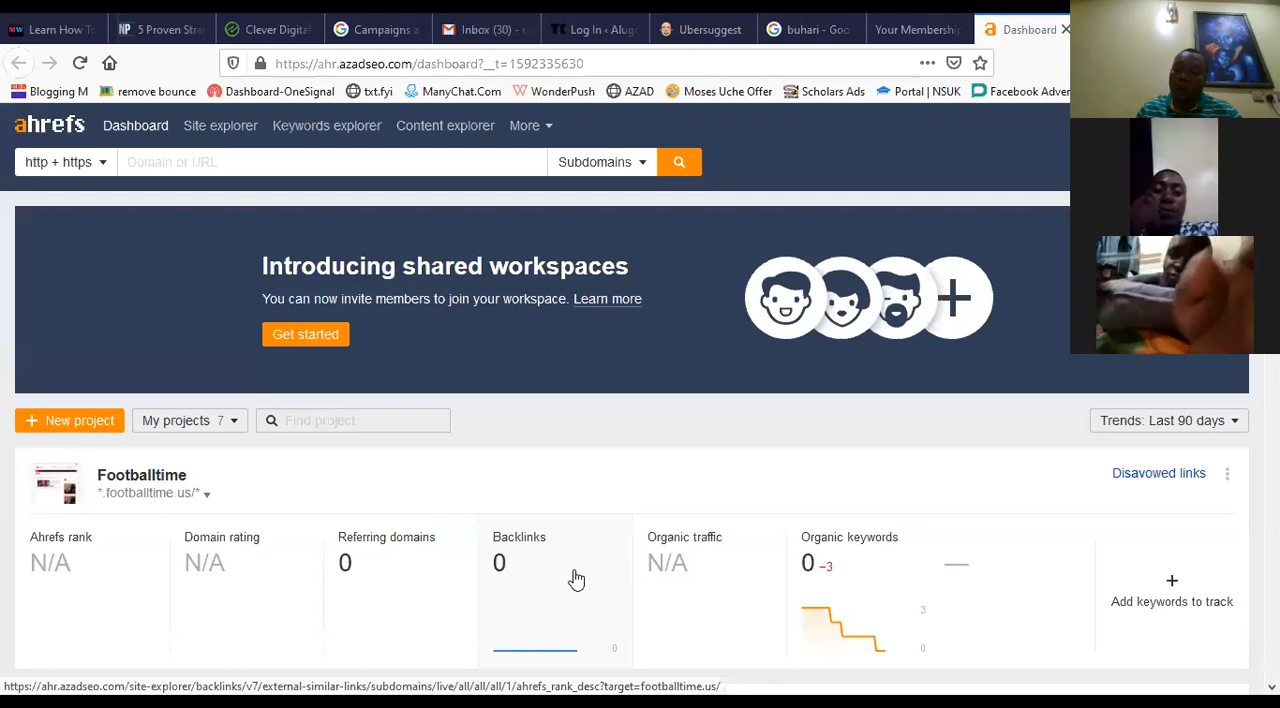 Learn How To
5 Proven Stra
Clever Digital
Campaigns a
Inbox (30) - r
Log In ‹ Alug
Ubersuggest
buhari - Goo
Your Membership
Dashboard
https://ahr.azadseo.com/dashboard?__t=1592335630
Blogging M
remove bounce
Dashboard-OneSignal
txt.fyi
ManyChat.Com
WonderPush
AZAD
Moses Uche Offer
Scholars Ads
Portal | NSUK
Facebook Adver
ahrefs
Dashboard
Site explorer
Keywords explorer
Content explorer
More
http + https
Domain or URL
Subdomains
Introducing shared workspaces
You can now invite members to join your workspace. Learn more
Get started
+ New project
My projects 7
Find project
Trends: Last 90 days
Footballtime
*.footballtime.us/*
Disavowed links
Ahrefs rank
N/A
Domain rating
N/A
Referring domains
0
Backlinks
0
0
Organic traffic
N/A
Organic keywords
0 –3
3
0
+
Add keywords to track
https://ahr.azadseo.com/site-explorer/backlinks/v7/external-similar-links/subdomains/live/all/all/all/1/ahrefs_rank_desc?target=footballtime.us/